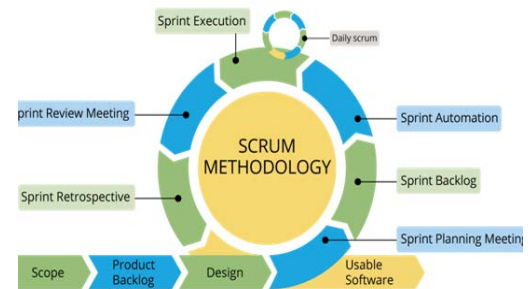 Sprint Execution
Daily scrum
print Review Meeting
Sprint Automation
SCRUM
METHODOLOGY
Sprint Backlog
Sprint Retrospective
Sprint Planning Meeting
Scope
Product
Backlog
Design
Usable
Software